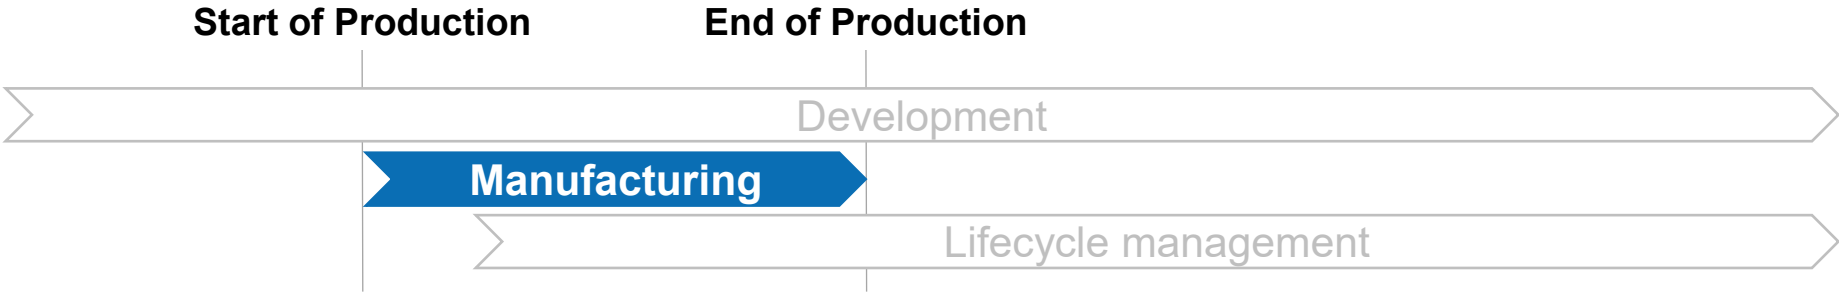 Start of Production
End of Production
Development
Manufacturing
Lifecycle management